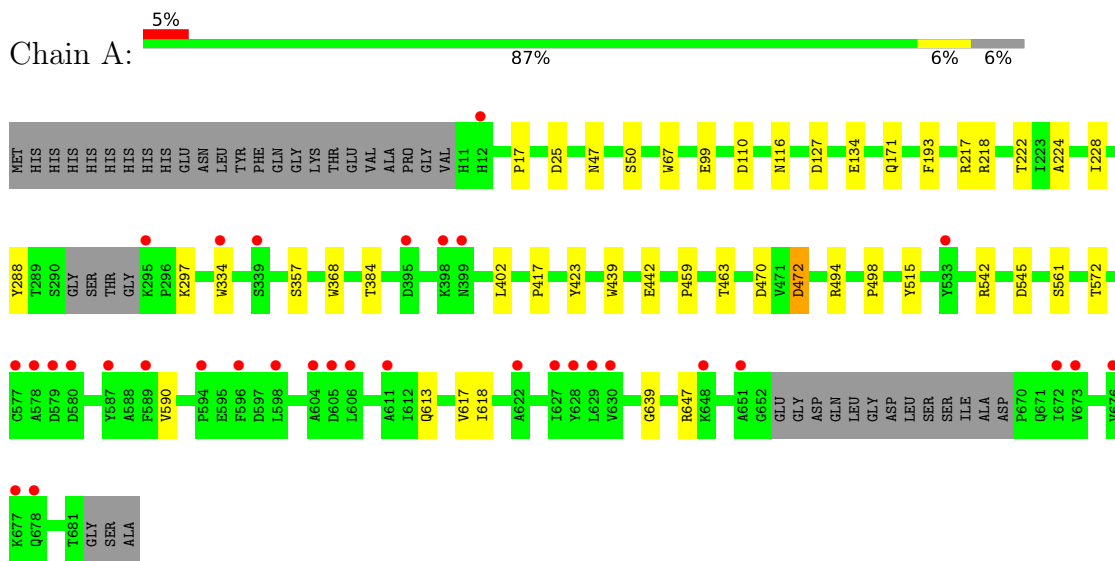 5%
Chain A:
87% 6% 6%
MET HIS HIS HIS HIS HIS HIS HIS HIS GLU ASN LEU TYR PHE GLN GLY LYS THR GLU VAL ALA PRO GLY VAL H11 H12 P17 D25 N47 S50 W67 E99 D110 N116 D127 E134 Q171 F193 R217 R218 T222 I223 A224 I228
Y288 T289 S290 GLY SER THR GLY K295 P296 K297 W334 S339 S357 W368 T384 D395 K398 N399 L402 P417 Y423 W439 E442 P459 T463 D470 V471 D472 R494 P498 Y515 Y533 R542 D545 S561 T572
C577 A578 D579 D580 Y587 A588 F589 V590 P594 E595 F596 D597 L598 A604 D605 L606 A611 I612 Q613 V617 I618 A622 I627 Y628 L629 V630 G639 R647 K648 A651 G652 GLU GLY ASP GLN LEU GLY ASP LEU SER SER ILE ALA ASP P670 Q671 I672 V673
K677 Q678 T681 GLY SER ALA